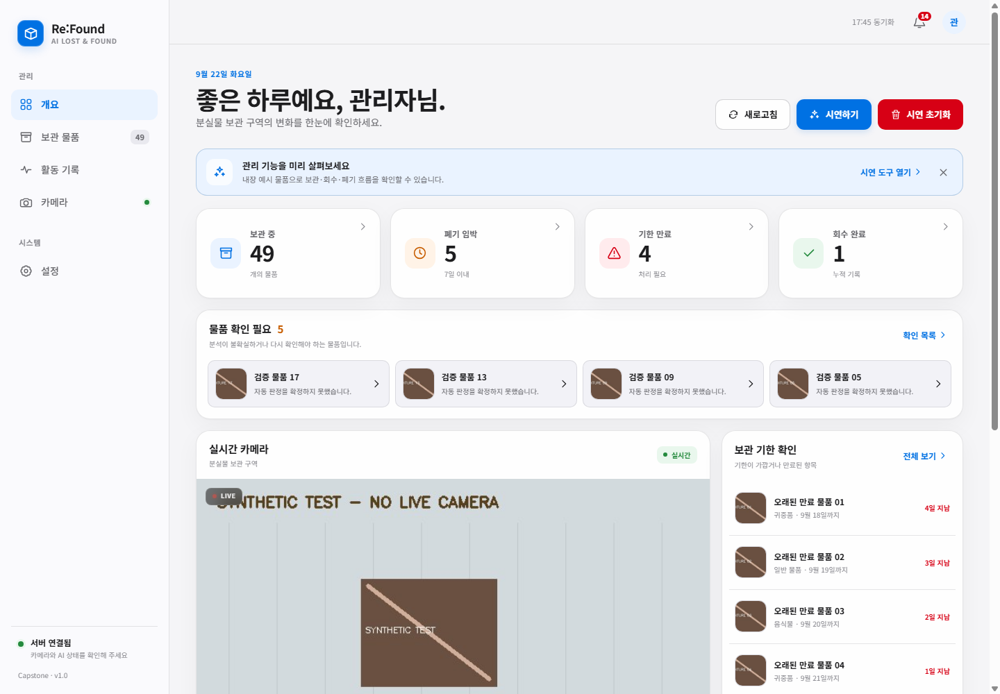 Re:Found
AI LOST & FOUND
관리
개요
보관 물품
49
활동 기록
카메라
시스템
설정
서버 연결됨
카메라와 AI 상태를 확인해 주세요
Capstone · v1.0
17:45 동기화
14
관
9월 22일 화요일
좋은 하루예요, 관리자님.
분실물 보관 구역의 변화를 한눈에 확인하세요.
새로고침
시연하기
시연 초기화
관리 기능을 미리 살펴보세요
내장 예시 물품으로 보관·회수·폐기 흐름을 확인할 수 있습니다.
시연 도구 열기
보관 중
49
개의 물품
폐기 임박
5
7일 이내
기한 만료
4
처리 필요
회수 완료
1
누적 기록
물품 확인 필요 5
분석이 불확실하거나 다시 확인해야 하는 물품입니다.
확인 목록
검증 물품 17
자동 판정을 확정하지 못했습니다.
검증 물품 13
자동 판정을 확정하지 못했습니다.
검증 물품 09
자동 판정을 확정하지 못했습니다.
검증 물품 05
자동 판정을 확정하지 못했습니다.
실시간 카메라
분실물 보관 구역
실시간
LIVE
NTHETIC TEST - NO LIVE CAMERA
SYNTHETIC TEST
보관 기한 확인
기한이 가깝거나 만료된 항목
전체 보기
오래된 만료 물품 01
귀중품 · 9월 18일까지
4일 지남
오래된 만료 물품 02
일반 물품 · 9월 19일까지
3일 지남
오래된 만료 물품 03
음식물 · 9월 20일까지
2일 지남
오래된 만료 물품 04
귀중품 · 9월 21일까지
1일 지남